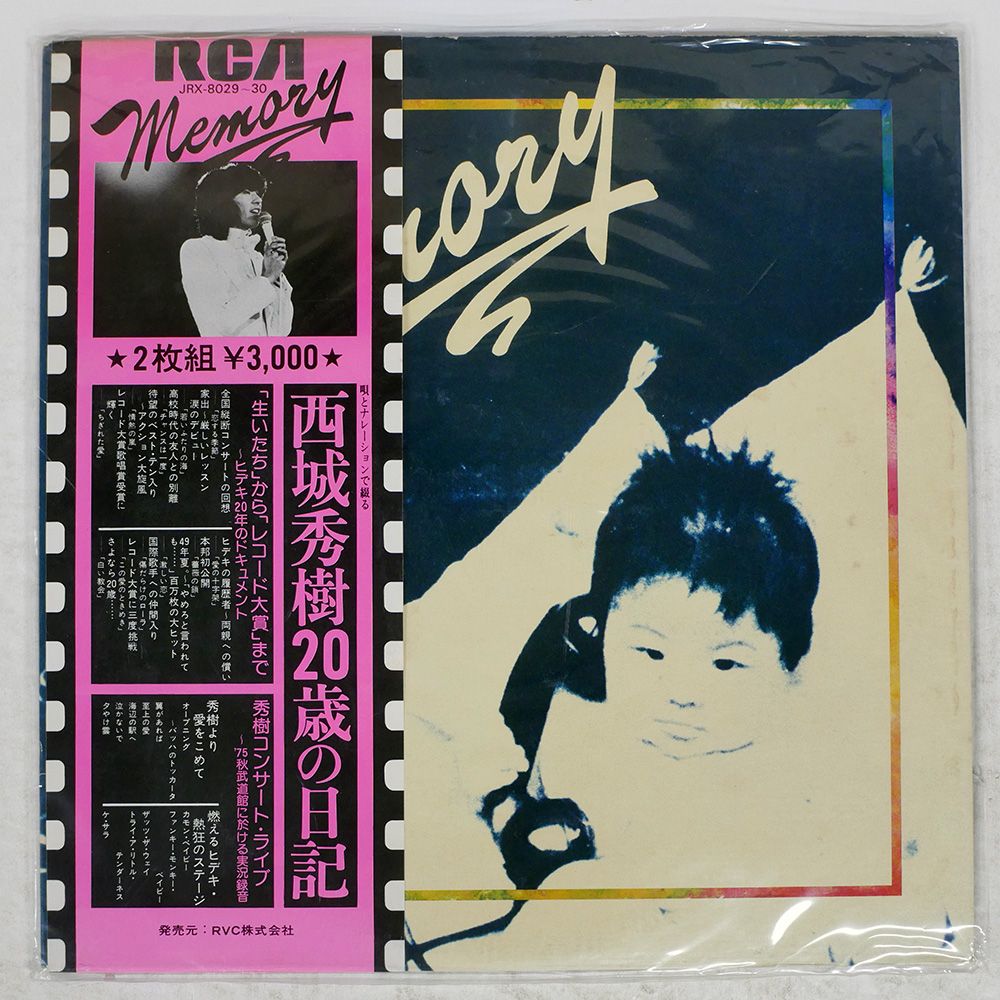 RCA
JRX-8029～30
Memory
★2枚組 ¥3,000★
唄とナレーションで綴る
西城秀樹20歳の日記
「生いたち」から「レコード大賞」まで
～ヒデキ20年のドキュメント
全国縦断コンサートの回想
「恋する季節」
家出～厳しいレッスン
涙のデビュー
「青い恋のふたりの海」
高校時代の友人との別離
「チャンスは一度」
待望のベスト・テン入り
～アクション大旋風
「情熱の嵐」
レコード大賞歌唱賞受賞に
輝く
「ちぎれた愛」
ヒデキの履歴者～両親への償い
「愛の十字架」
本邦初公開
「薔薇の鎖」
49年夏。～「やめろと言われて
も……」百万枚の大ヒット
「激しい恋」
国際歌手への仲間入り
「傷だらけのローラ」
レコード大賞に三度挑戦
「この愛のときめき」
さよなら20歳……
「白い教会」
秀樹コンサート・ライブ
～'75秋武道館に於ける実況録音
秀樹より
愛をこめて
オープニング
～バッハのトッカータ
翼があれば
至上の愛
海辺の駅へ
泣かないで
夕やけ雲
燃えるヒデキ・
熱狂のステージ
カモン・ベイビー
ファンキー・モンキー・
ベイビー
ザッツ・ザ・ウェイ
トライ・ア・リトル・
テンダーネス
ケ・サラ
発売元：RVC株式会社
ory